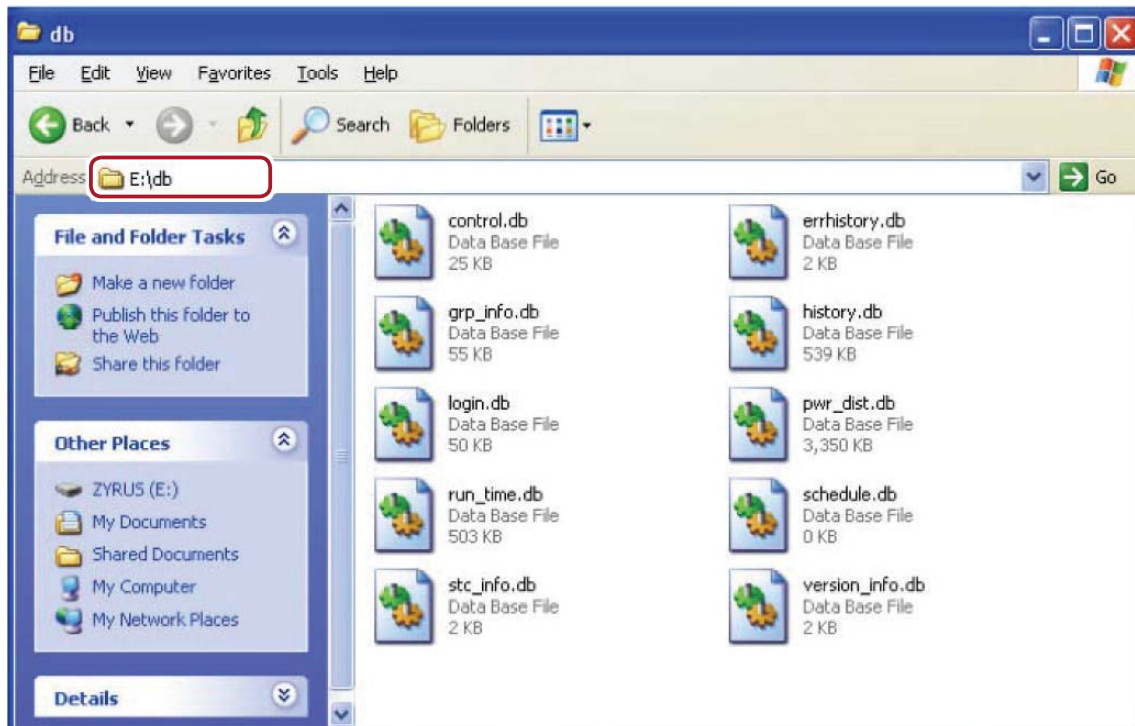 db
File Edit View Favorites Tools Help
Back Search Folders
Address E:\db Go
File and Folder Tasks
Make a new folder
Publish this folder to
the Web
Share this folder
Other Places
ZYRUS (E:)
My Documents
Shared Documents
My Computer
My Network Places
Details
control.db
Data Base File
25 KB
errhistory.db
Data Base File
2 KB
grp_info.db
Data Base File
55 KB
history.db
Data Base File
539 KB
login.db
Data Base File
50 KB
pwr_dist.db
Data Base File
3,350 KB
run_time.db
Data Base File
503 KB
schedule.db
Data Base File
0 KB
stc_info.db
Data Base File
2 KB
version_info.db
Data Base File
2 KB